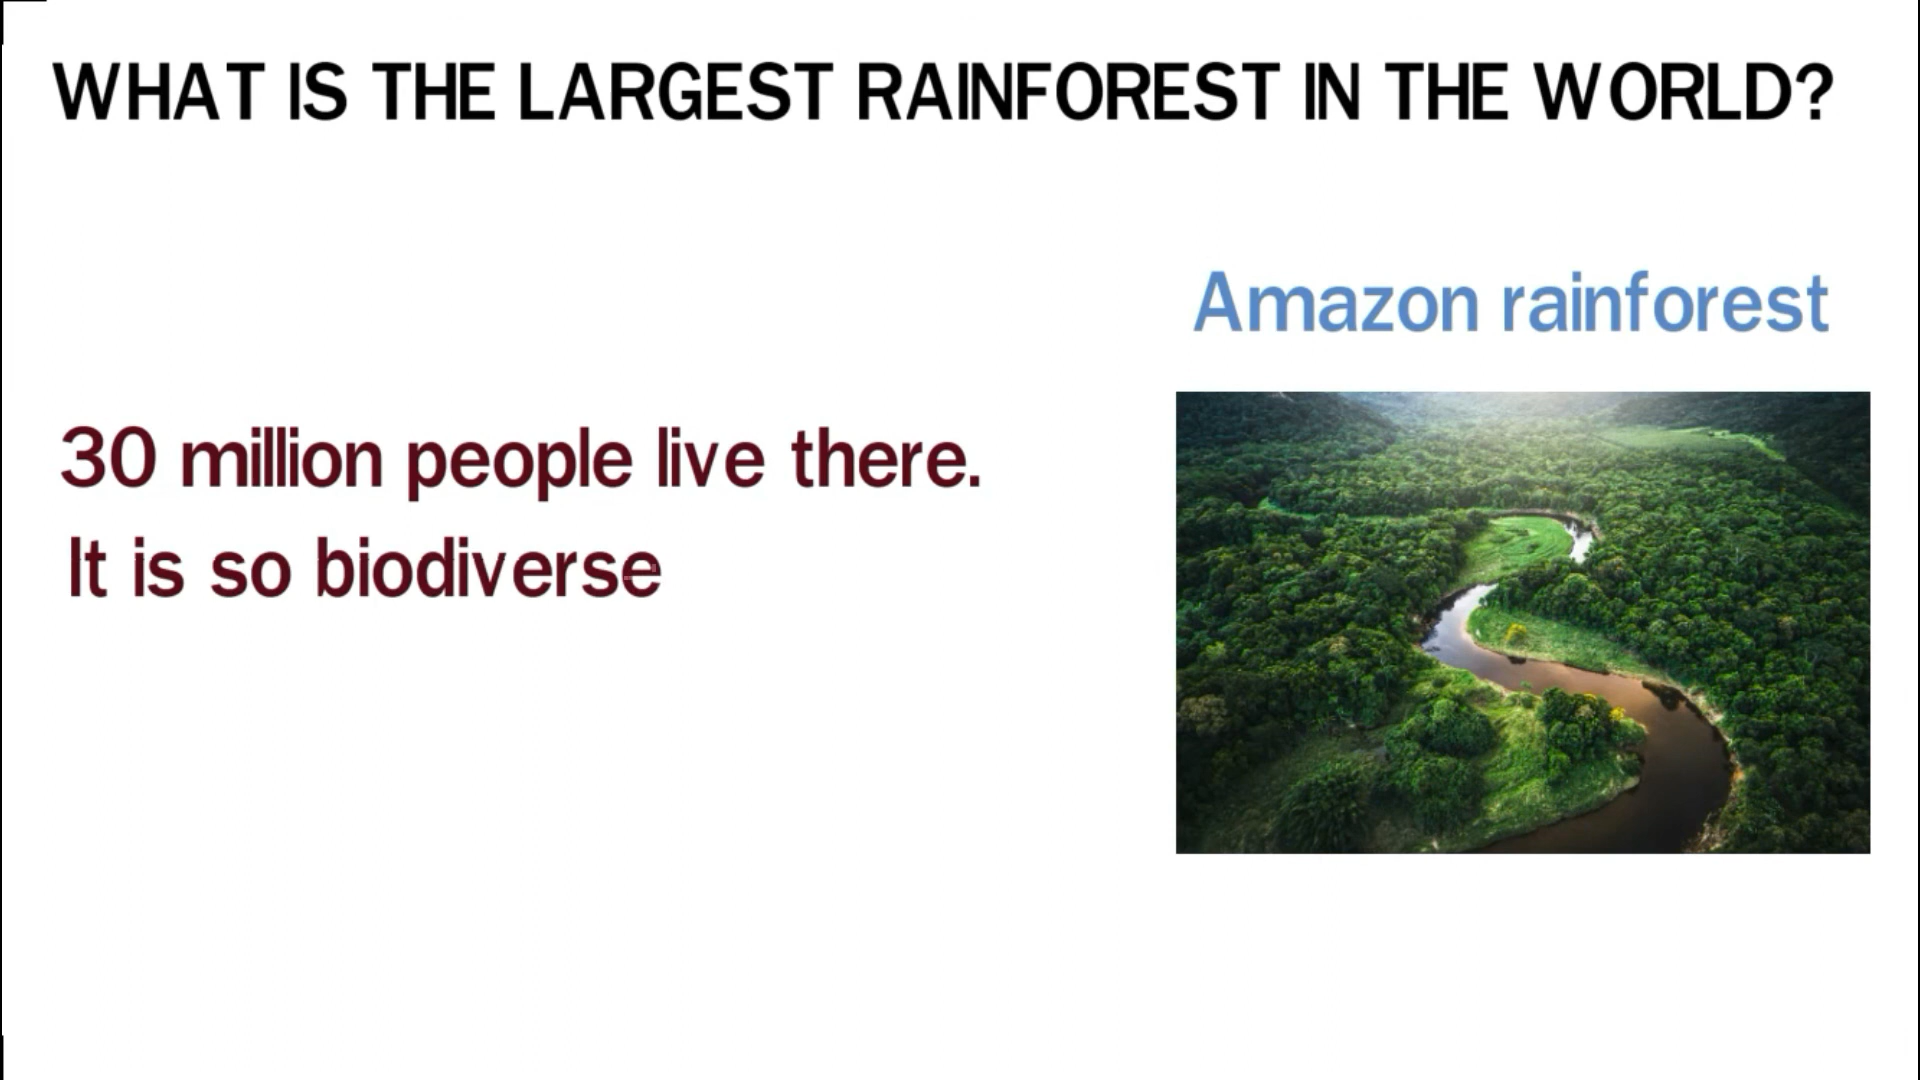 WHAT IS THE LARGEST RAINFOREST IN THE WORLD?
Amazon rainforest
30 million people live there.
It is so biodiverse